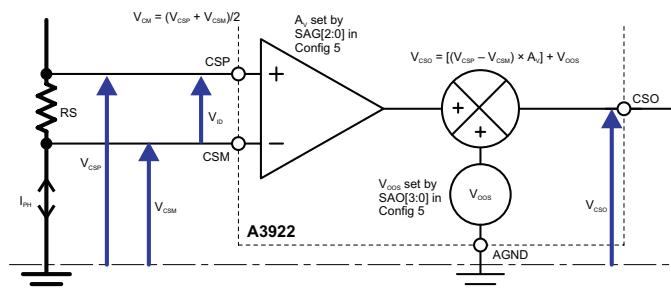 V_CM = (V_CSP + V_CSM)/2
A_V set by
SAG[2:0] in
Config 5
V_CSO = [(V_CSP – V_CSM) × A_V] + V_OOS
CSP
+
RS
V_ID
+
+
CSO
CSM
–
V_CSP
I_PH
V_CSM
V_OOS set by
SAO[3:0] in
Config 5
V_OOS
V_CSO
A3922
AGND